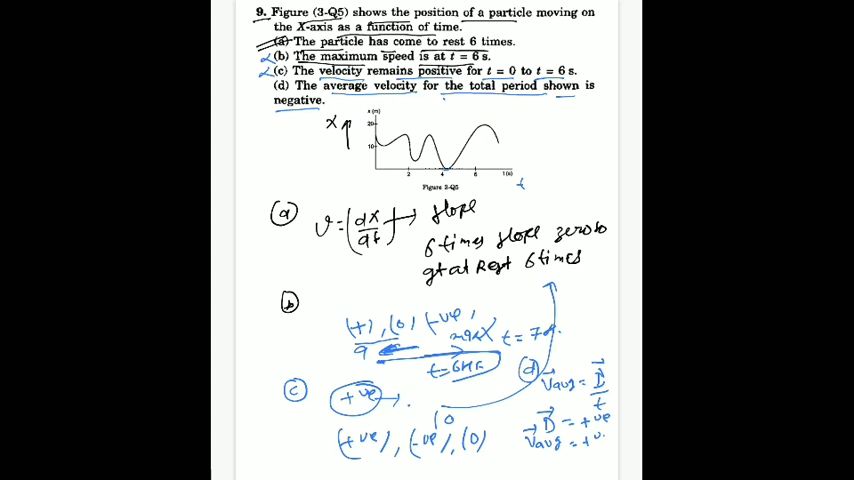 9. Figure (3-Q5) shows the position of a particle moving on
the X-axis as a function of time.
(a) The particle has come to rest 6 times.
(b) The maximum speed is at t = 6 s.
(c) The velocity remains positive for t = 0 to t = 6 s.
(d) The average velocity for the total period shown is
negative.
x (m)
20
10
2 4 6 t(s)
Figure 3-Q5
X
t
(a) V = (dx/dt) → slope
6 times slope zero so
at Rest 6 times
(b)
(+), (0) (-ve)
max t = 7
t = 6
(c) +ve →
(+ve), (-ve), (0)
(d) Vavg = D/t
D = +ve
Vavg = +v